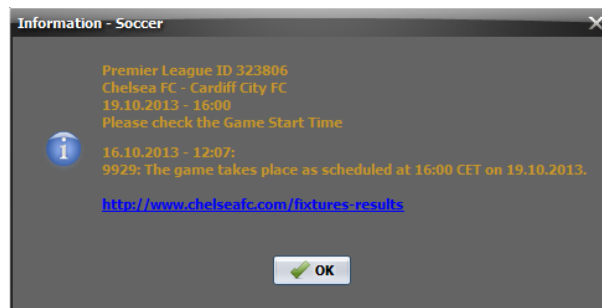 Information - Soccer
Premier League ID 323806
Chelsea FC - Cardiff City FC
19.10.2013 - 16:00
Please check the Game Start Time
16.10.2013 - 12:07:
9929: The game takes place as scheduled at 16:00 CET on 19.10.2013.
http://www.chelseafc.com/fixtures-results
OK